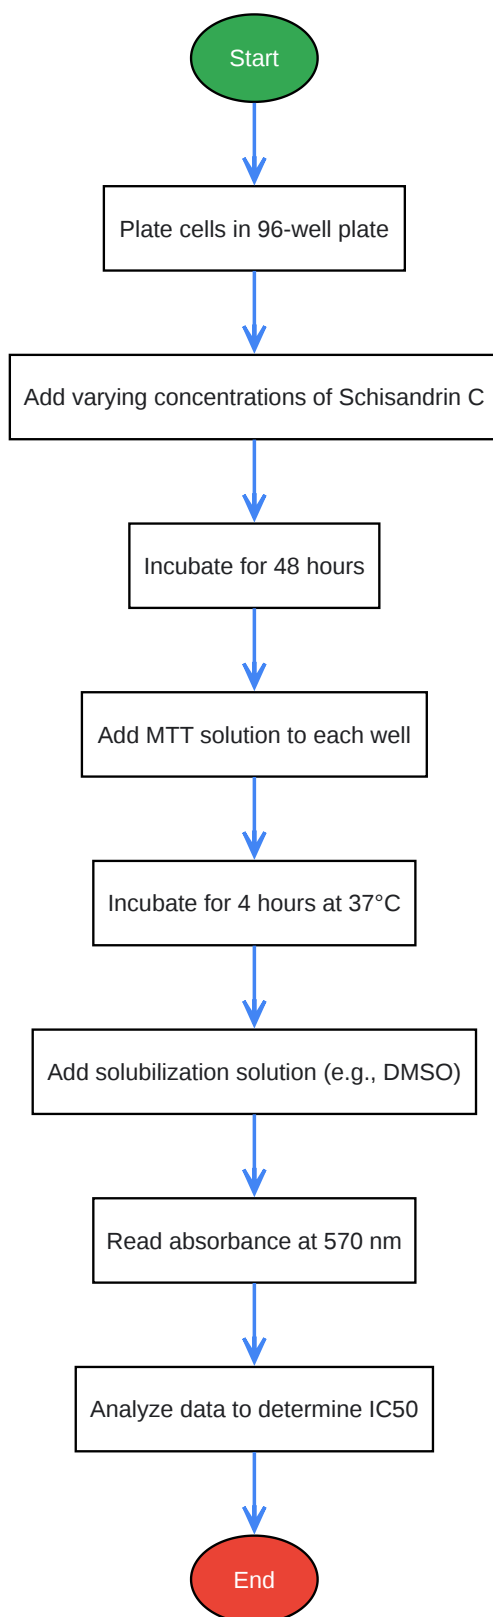 Start
Plate cells in 96-well plate
Add varying concentrations of Schisandrin C
Incubate for 48 hours
Add MTT solution to each well
Incubate for 4 hours at 37°C
Add solubilization solution (e.g., DMSO)
Read absorbance at 570 nm
Analyze data to determine IC50
End